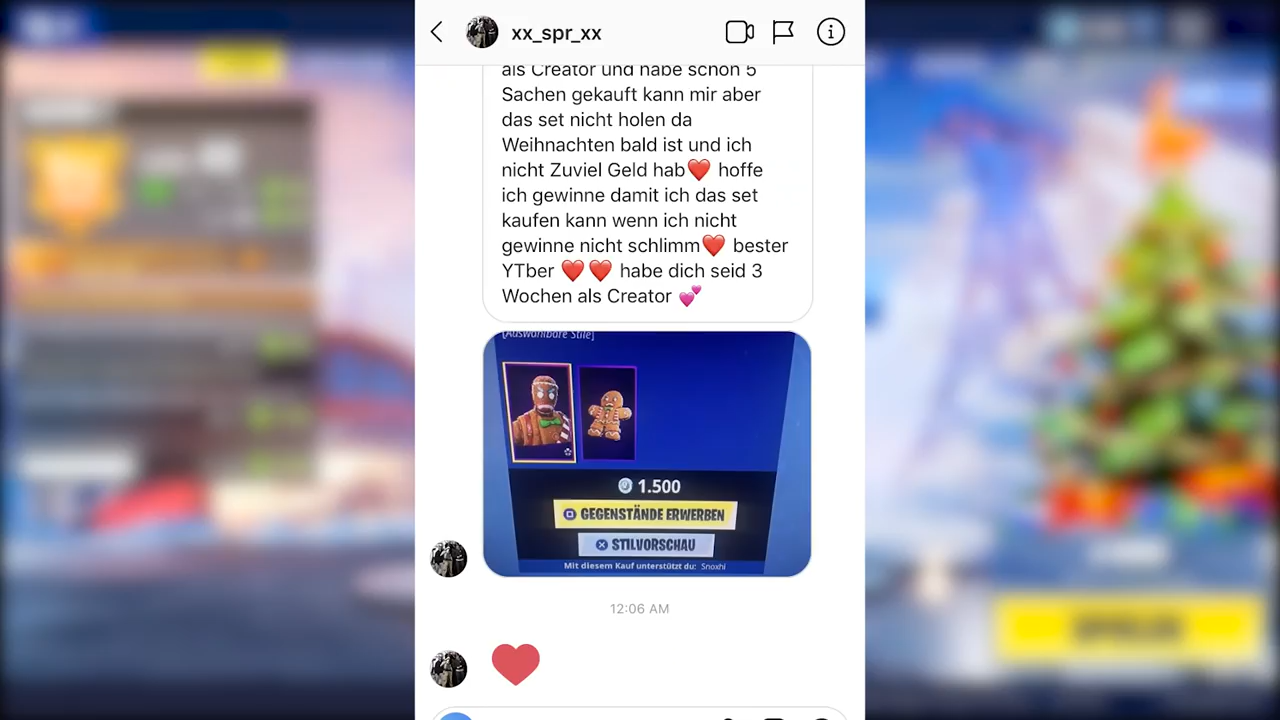 xx_spr_xx
als Creator und habe schon 5
Sachen gekauft kann mir aber
das set nicht holen da
Weihnachten bald ist und ich
nicht Zuviel Geld hab❤️ hoffe
ich gewinne damit ich das set
kaufen kann wenn ich nicht
gewinne nicht schlimm❤️ bester
YTber ❤️❤️ habe dich seid 3
Wochen als Creator 💕
[Auswählbare Stile]
1.500
GEGENSTÄNDE ERWERBEN
STILVORSCHAU
Mit diesem Kauf unterstützt du: Snoxhi
12:06 AM